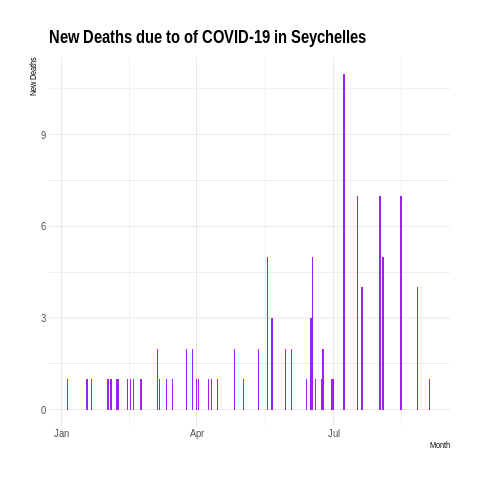 New Deaths due to of COVID-19 in Seychelles
New Deaths
9
6
3
0
Jan
Apr
Jul
Month